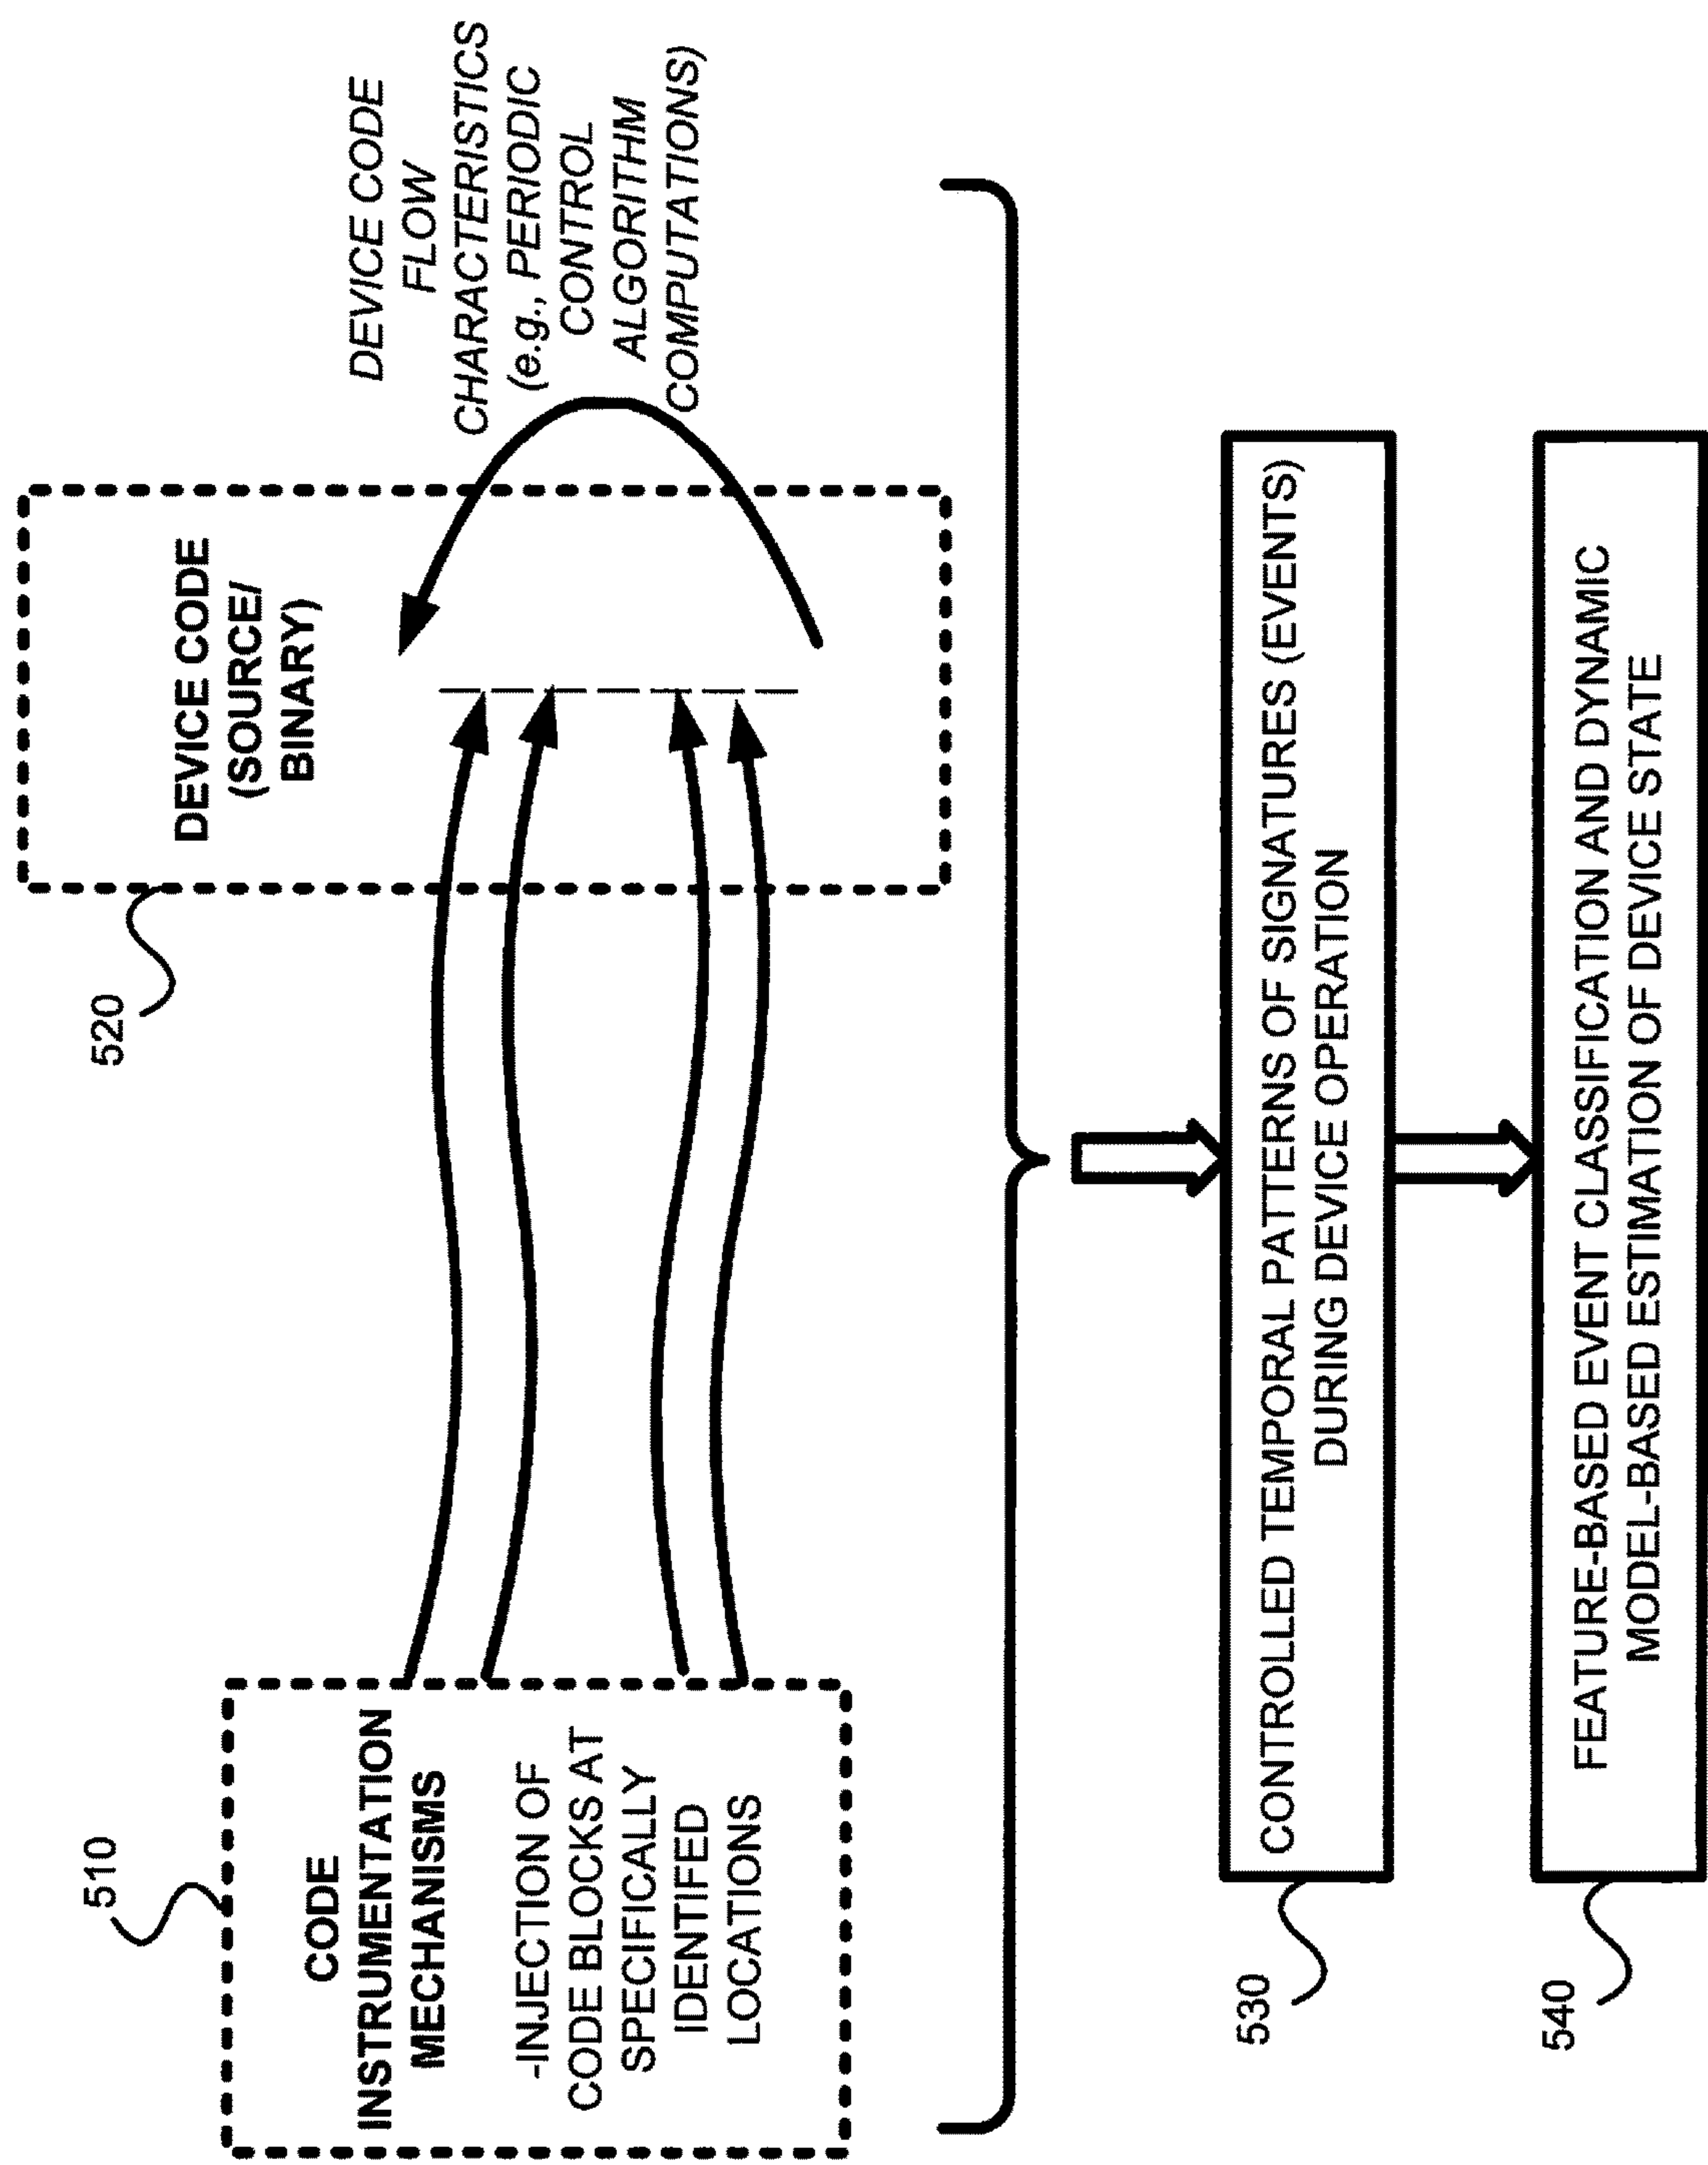 510
CODE
INSTRUMENTATION
MECHANISMS
-INJECTION OF
CODE BLOCKS AT
SPECIFICALLY
IDENTIFED
LOCATIONS
520
DEVICE CODE
(SOURCE/
BINARY)
DEVICE CODE
FLOW
CHARACTERISTICS
(e.g., PERIODIC
CONTROL
ALGORITHM
COMPUTATIONS)
530
CONTROLLED TEMPORAL PATTERNS OF SIGNATURES (EVENTS)
DURING DEVICE OPERATION
540
FEATURE-BASED EVENT CLASSIFICATION AND DYNAMIC
MODEL-BASED ESTIMATION OF DEVICE STATE